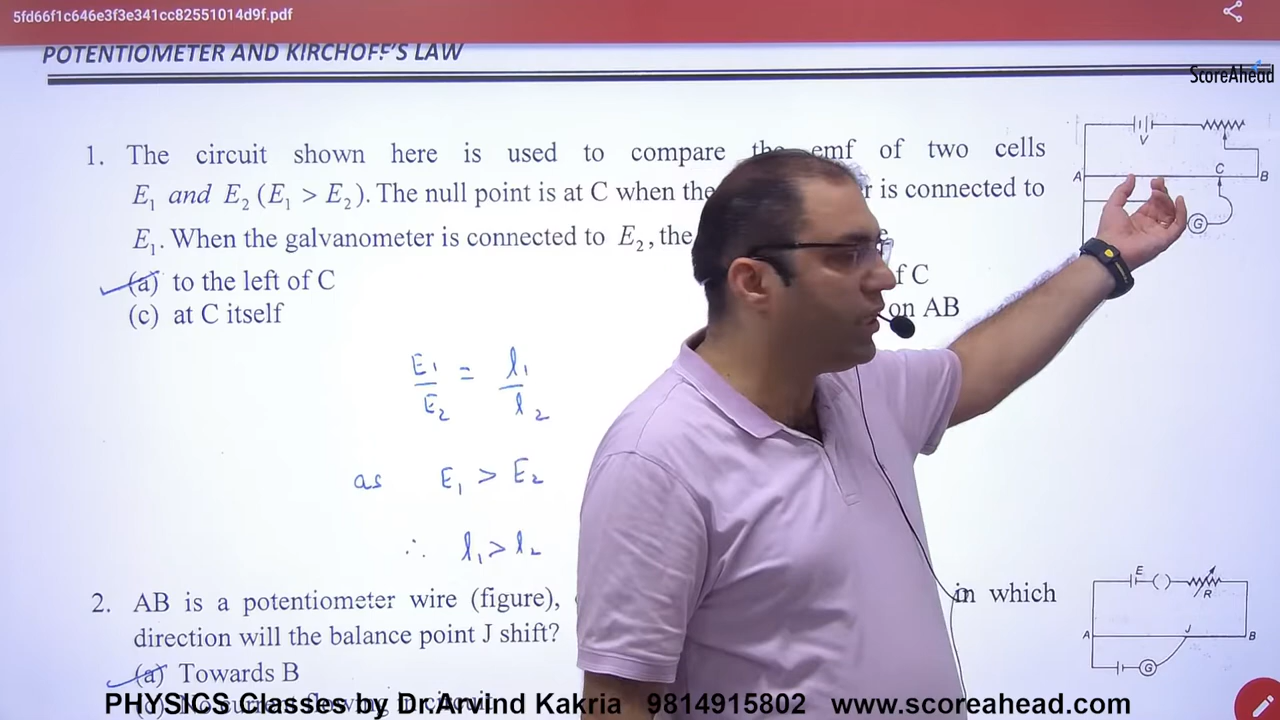 5fd66f1c646e3f3e341cc82551014d9f.pdf
POTENTIOMETER AND KIRCHOFF'S LAW
ScoreAhead
1. The circuit shown here is used to compare the emf of two cells
E₁ and E₂ (E₁ > E₂). The null point is at C when the r is connected to
E₁. When the galvanometer is connected to E₂, the
(a) to the left of C f C
(c) at C itself on AB
V
A C B
G
E₁/E₂ = l₁/l₂
as E₁ > E₂
∴ l₁ > l₂
2. AB is a potentiometer wire (figure), in which
direction will the balance point J shift?
(a) Towards B
E
R
A J B
G
PHYSICS Classes by Dr.Arvind Kakria 9814915802 www.scoreahead.com